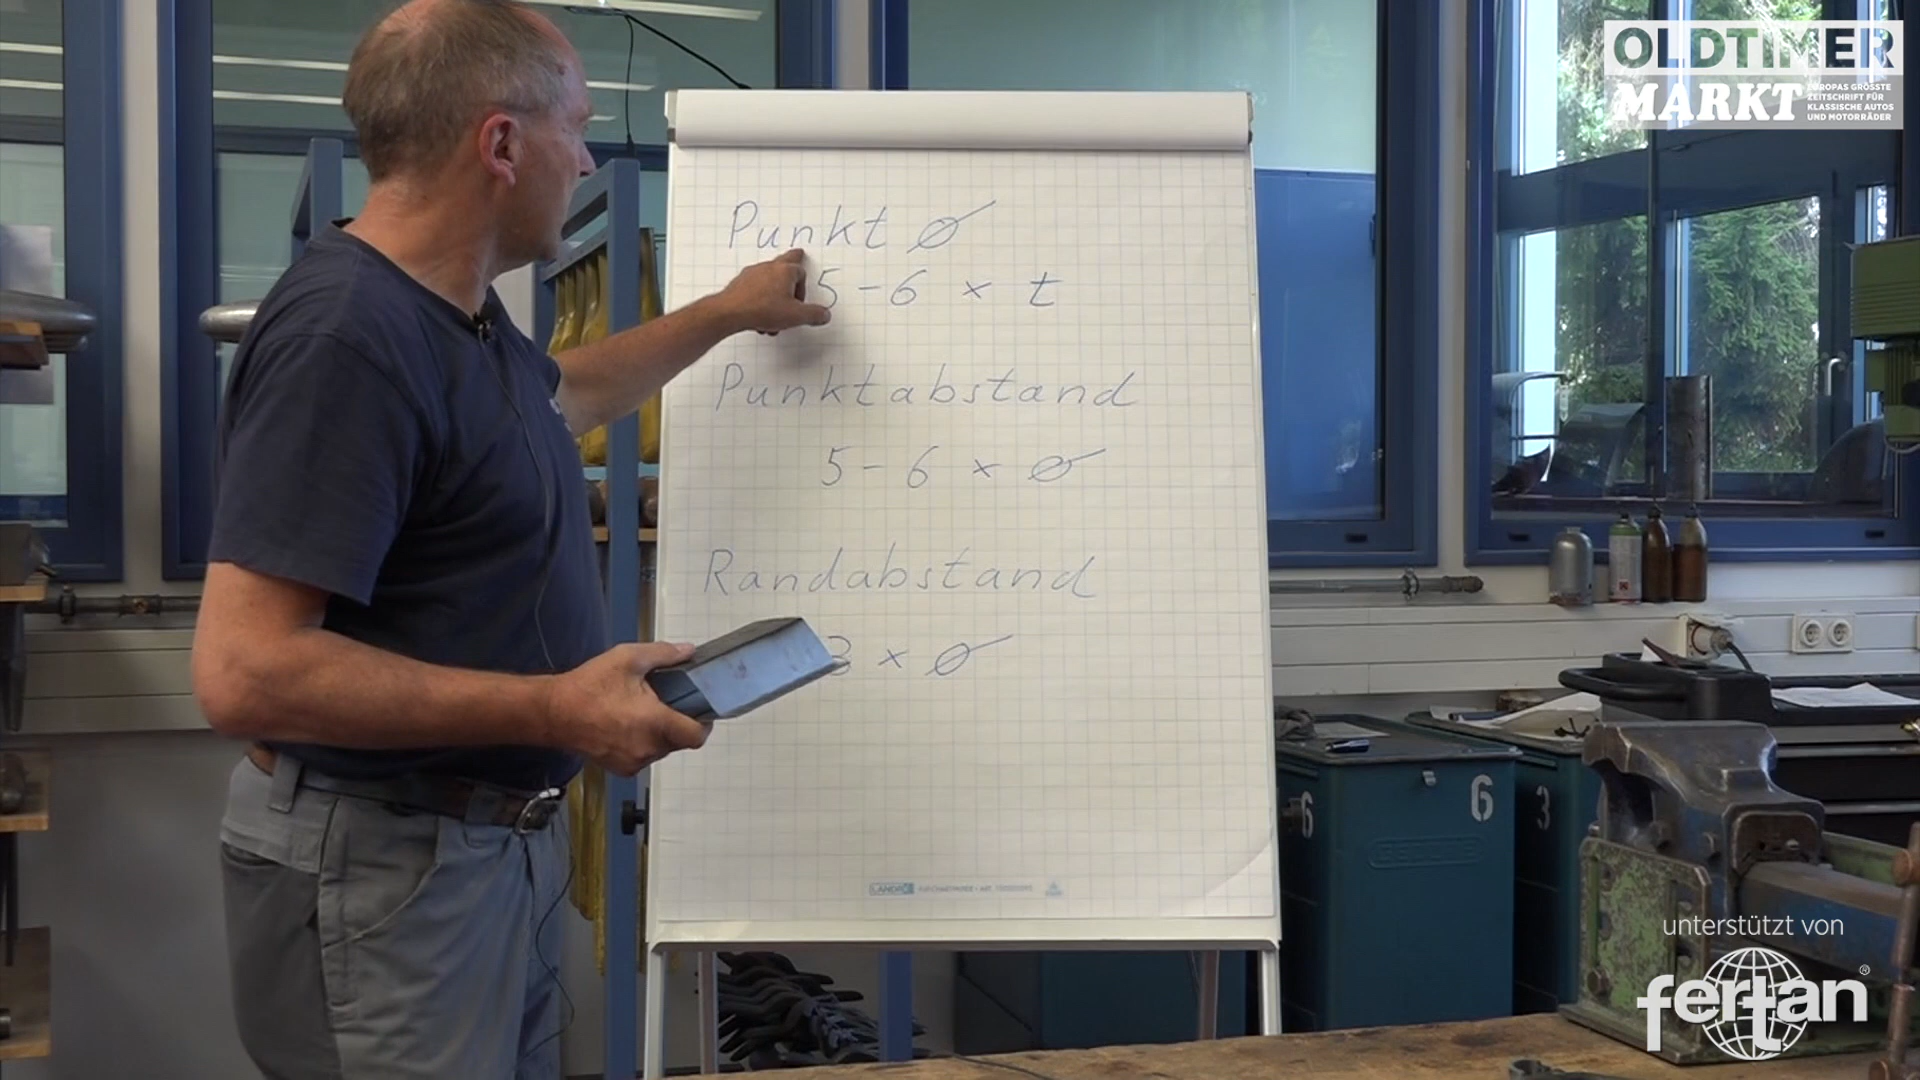 OLDTIMER
MARKT
EUROPAS GRÖSSTE
ZEITSCHRIFT FÜR
KLASSISCHE AUTOS
UND MOTORRÄDER
Punkt ⌀
5 - 6 × t
Punktabstand
5 - 6 × ⌀
Randabstand
3 × ⌀
6
6
3
LANDRÉ
unterstützt von
fertan®